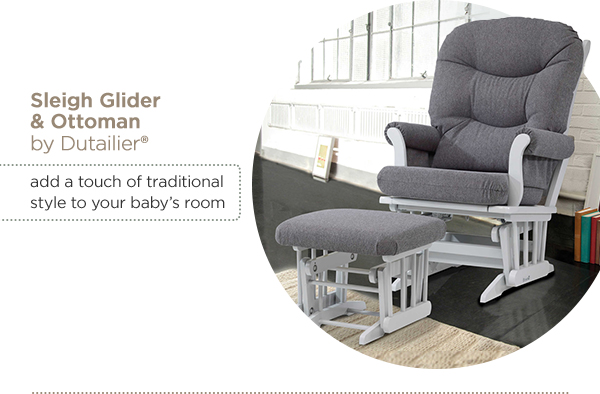 Sleigh Glider
& Ottoman
by Dutailier®
add a touch of traditional
style to your baby's room